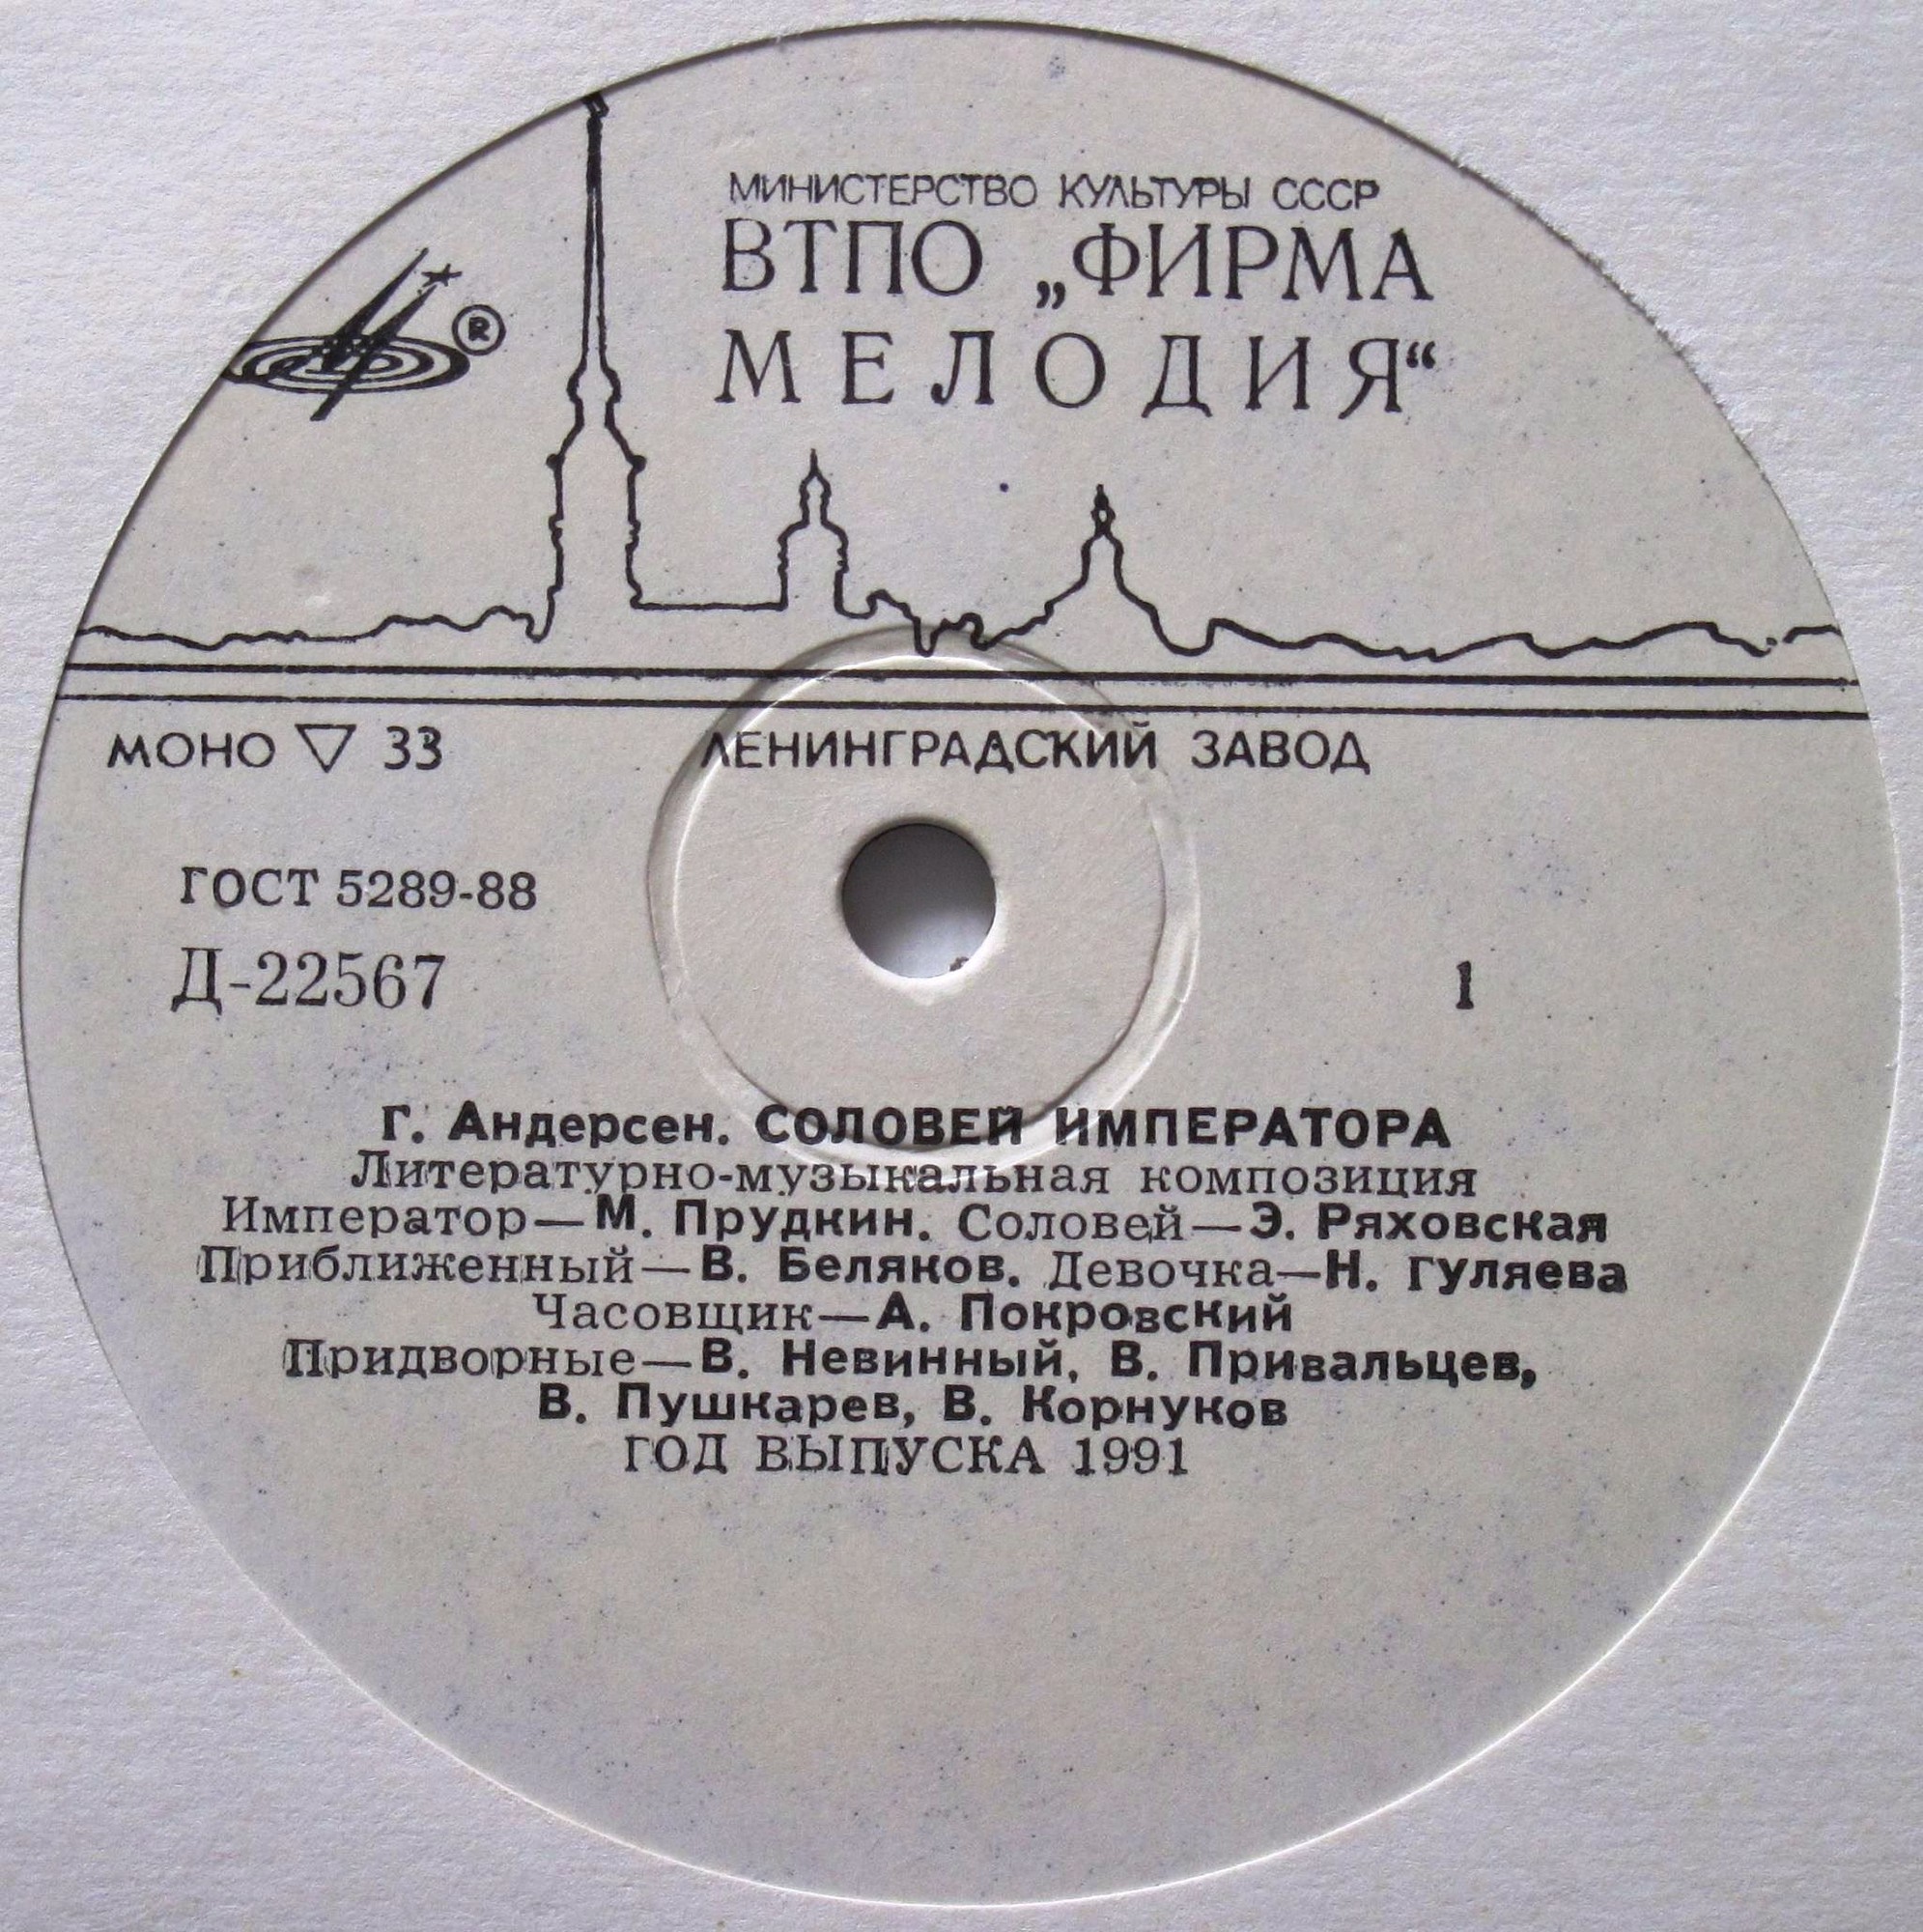 МИНИСТЕРСТВО КУЛЬТУРЫ СССР
ВТПО „ФИРМА
МЕЛОДИЯ“
®
МОНО ▽ 33
ЛЕНИНГРАДСКИЙ ЗАВОД
ГОСТ 5289-88
Д-22567
1
Г. Андерсен. СОЛОВЕЙ ИМПЕРАТОРА
Литературно-музыкальная композиция
Император—М. Прудкин. Соловей—Э. Ряховская
Приближенный—В. Беляков. Девочка—Н. Гуляева
Часовщик—А. Покровский
Придворные—В. Невинный, В. Привальцев,
В. Пушкарев, В. Корнуков
ГОД ВЫПУСКА 1991